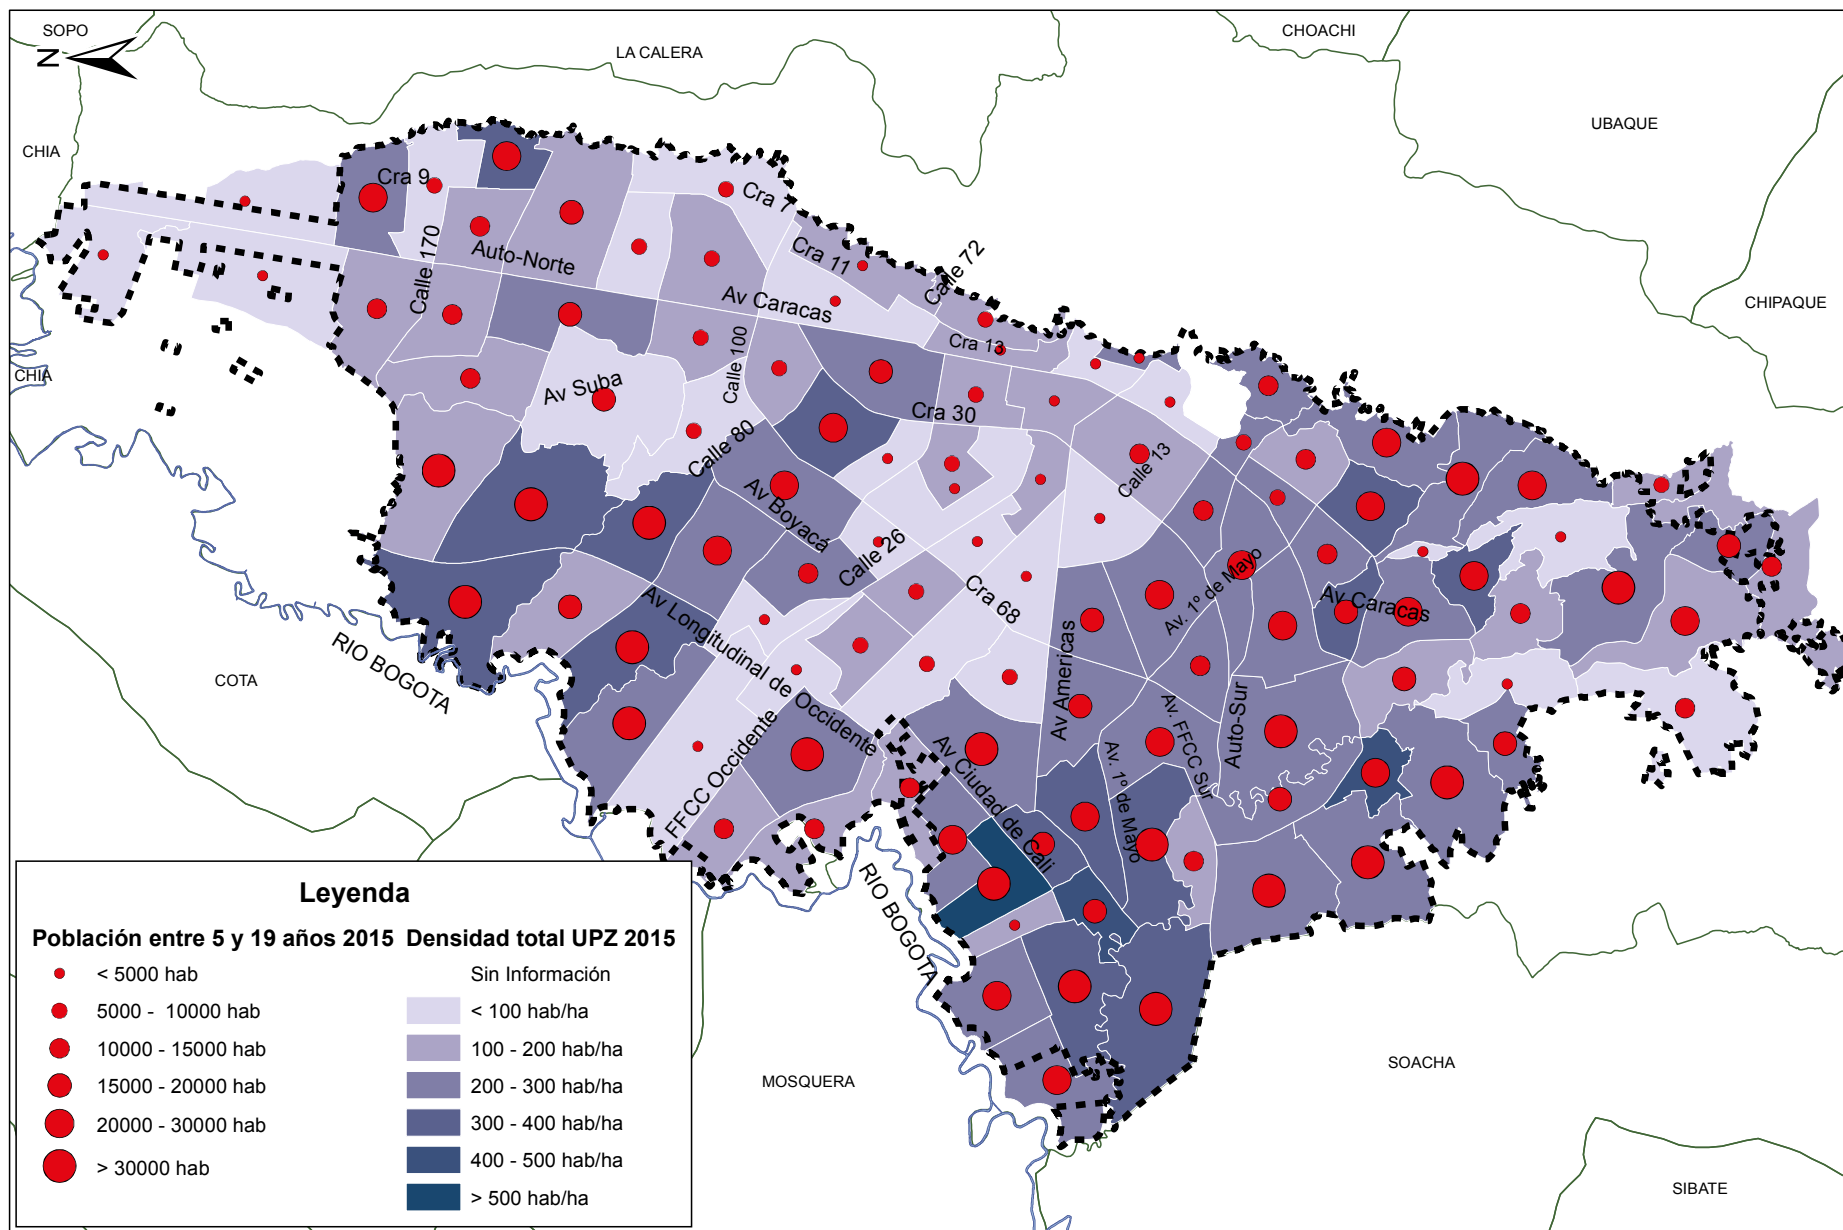 SOPO
N
CHOACHI
LA CALERA
UBAQUE
CHIA
Cra 9
Cra 7
Cra 11
Calle 72
Auto-Norte
Calle 170
Av Caracas
CHIPAQUE
Cra 13
CHIA
Calle 100
Av Suba
Cra 30
Calle 80
Calle 13
Av Boyacá
Calle 26
Av. 1º de Mayo
Cra 68
Av Caracas
Av Longitudinal de Occidente
RIO BOGOTA
COTA
Av Americas
Auto-Sur
Av. FFCC Sur
FFCC Occidente
Av Ciudad de Cali
Av. 1º de Mayo
RIO BOGOTA
MOSQUERA
SOACHA
SIBATE
Leyenda
Población entre 5 y 19 años 2015
< 5000 hab
5000 - 10000 hab
10000 - 15000 hab
15000 - 20000 hab
20000 - 30000 hab
> 30000 hab
Densidad total UPZ 2015
Sin Información
< 100 hab/ha
100 - 200 hab/ha
200 - 300 hab/ha
300 - 400 hab/ha
400 - 500 hab/ha
> 500 hab/ha